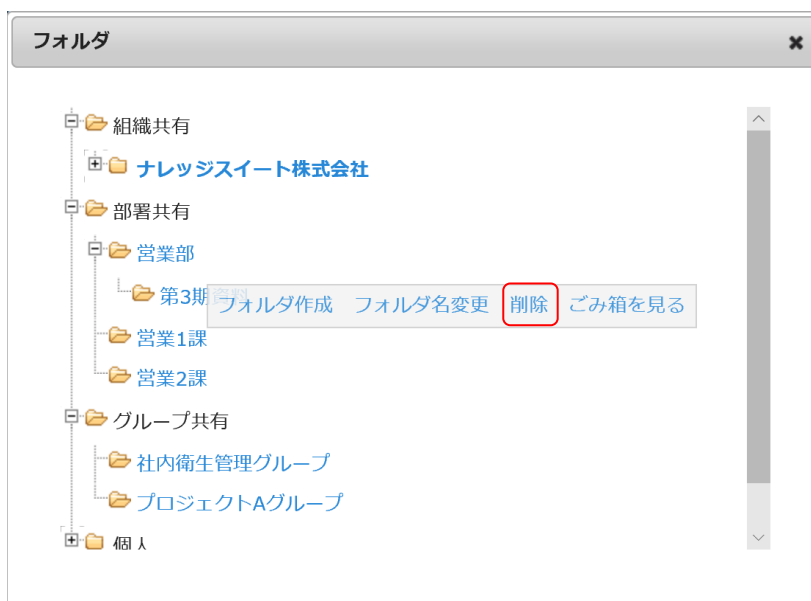 フォルダ
組織共有
ナレッジスイート株式会社
部署共有
営業部
第3期資料
フォルダ作成 フォルダ名変更 削除 ごみ箱を見る
営業1課
営業2課
グループ共有
社内衛生管理グループ
プロジェクトAグループ
個人